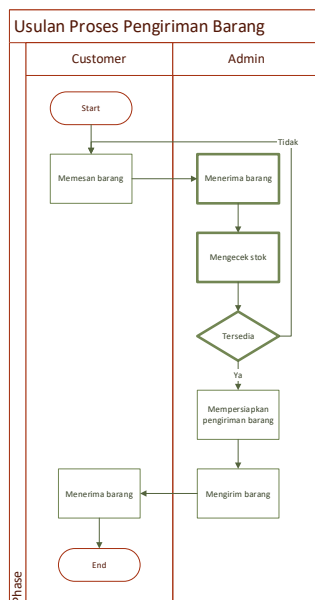 Usulan Proses Pengiriman Barang
Customer
Admin
Start
Tidak
Memesan barang
Menerima barang
Mengecek stok
Tersedia
Ya
Mempersiapkan
pengiriman barang
Menerima barang
Mengirim barang
End
Phase